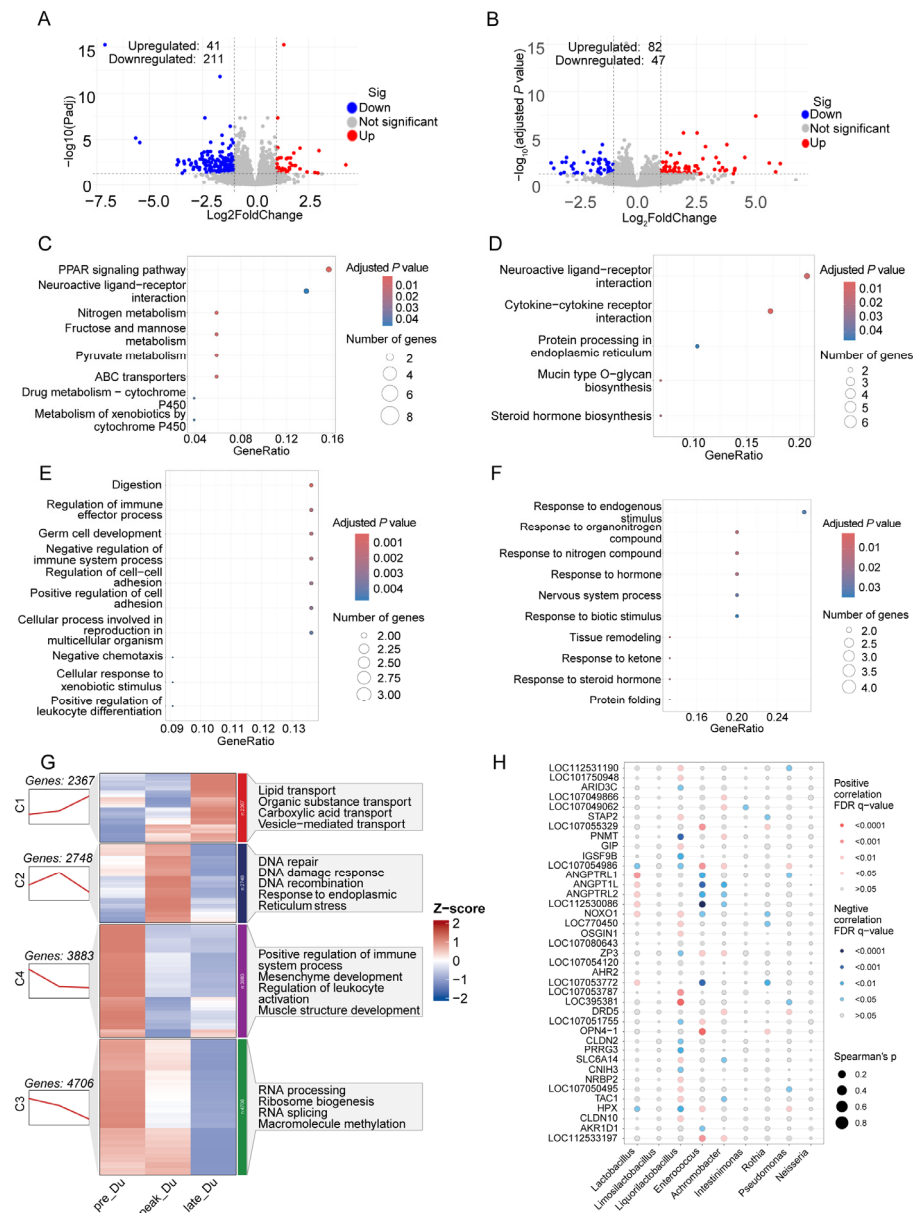 A
Upregulated: 41
Downregulated: 211
15
10
5
0
−log10(Padj)
−7.5
−5.0
−2.5
0.0
2.5
Log2FoldChange
Sig
Down
Not significant
Up
B
Upregulated: 82
Downregulated: 47
15
10
5
0
−log10(adjusted P value)
−2.5
0.0
2.5
5.0
Log2FoldChange
Sig
Down
Not significant
Up
C
PPAR signaling pathway
Neuroactive ligand−receptor
interaction
Nitrogen metabolism
Fructose and mannose
metabolism
Pyruvate metabolism
ABC transporters
Drug metabolism − cytochrome
P450
Metabolism of xenobiotics by
cytochrome P450
0.04
0.08
0.12
0.16
GeneRatio
Adjusted P value
0.01
0.02
0.03
0.04
Number of genes
2
4
6
8
D
Neuroactive ligand−receptor
interaction
Cytokine−cytokine receptor
interaction
Protein processing in
endoplasmic reticulum
Mucin type O−glycan
biosynthesis
Steroid hormone biosynthesis
0.10
0.15
0.20
GeneRatio
Adjusted P value
0.01
0.02
0.03
0.04
Number of genes
2
3
4
5
6
E
Digestion
Regulation of immune
effector process
Germ cell development
Negative regulation of
immune system process
Regulation of cell−cell
adhesion
Positive regulation of cell
adhesion
Cellular process involved in
reproduction in
multicellular organism
Negative chemotaxis
Cellular response to
xenobiotic stimulus
Positive regulation of
leukocyte differentiation
0.09
0.10
0.11
0.12
0.13
GeneRatio
Adjusted P value
0.001
0.002
0.003
0.004
Number of genes
2.00
2.25
2.50
2.75
3.00
F
Response to endogenous
stimulus
Response to organonitrogen
compound
Response to nitrogen compound
Response to hormone
Nervous system process
Response to biotic stimulus
Tissue remodeling
Response to ketone
Response to steroid hormone
Protein folding
0.16
0.20
0.24
GeneRatio
Adjusted P value
0.01
0.02
0.03
Number of genes
2.0
2.5
3.0
3.5
4.0
G
Genes: 2367
C1
Lipid transport
Organic substance transport
Carboxylic acid transport
Vesicle-mediated transport
Genes: 2748
C2
DNA repair
DNA damage response
DNA recombination
Response to endoplasmic
Reticulum stress
Genes: 3883
C4
Positive regulation of immune
system process
Mesenchyme development
Regulation of leukocyte
activation
Muscle structure development
Genes: 4706
C3
RNA processing
Ribosome biogenesis
RNA splicing
Macromolecule methylation
pre_Du
peak_Du
late_Du
Z−score
2
1
0
−1
−2
H
LOC112531190
LOC101750948
ARID3C
LOC107049866
LOC107049062
STAP2
LOC107055329
PNMT
GIP
IGSF9B
LOC107054986
ANGPTRL1
ANGPT1L
ANGPTRL2
LOC112530086
NOXO1
LOC770450
OSGIN1
LOC107080643
ZP3
LOC107054120
AHR2
LOC107053772
LOC107053787
LOC395381
DRD5
LOC107051755
OPN4−1
CLDN2
PRRG3
SLC6A14
CNIH3
NRBP2
LOC107050495
TAC1
HPX
CLDN10
AKR1D1
LOC112533197
Lactobacillus
Limosilactobacillus
Liquorilactobacillus
Enterococcus
Achromobacter
Intestinimonas
Rothia
Pseudomonas
Neisseria
Positive
correlation
FDR q−value
<0.0001
<0.001
<0.01
<0.05
>0.05
Negtive
correlation
FDR q−value
<0.0001
<0.001
<0.01
<0.05
>0.05
Spearman's p
0.2
0.4
0.6
0.8